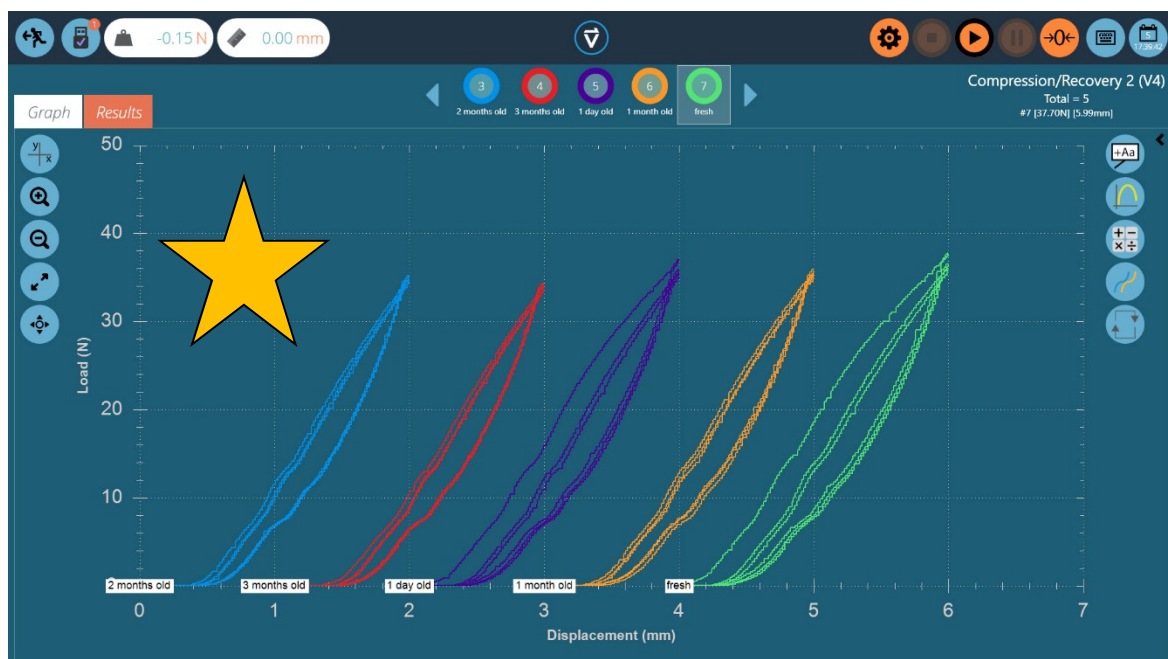 1
-0.15 N
0.00 mm
→0←
5
17:39:42
3 4 5 6 7
2 months old 3 months old 1 day old 1 month old fresh
Compression/Recovery 2 (V4)
Total = 5
#7 [37.70N] [5.99mm]
Graph Results
y x
+Aa
50
40
30
20
10
Load (N)
2 months old 3 months old 1 day old 1 month old fresh
0 1 2 3 4 5 6 7
Displacement (mm)